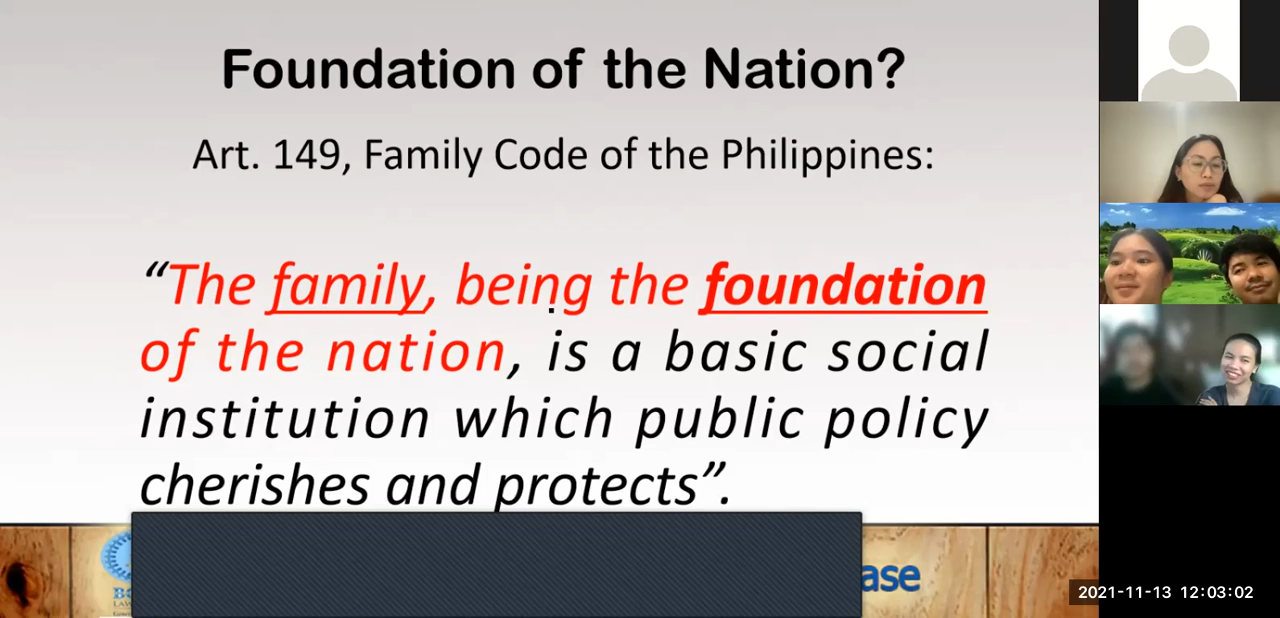 Foundation of the Nation?
Art. 149, Family Code of the Philippines:
“The family, being the foundation
of the nation, is a basic social
institution which public policy
cherishes and protects”.
ase
2021-11-13 12:03:02